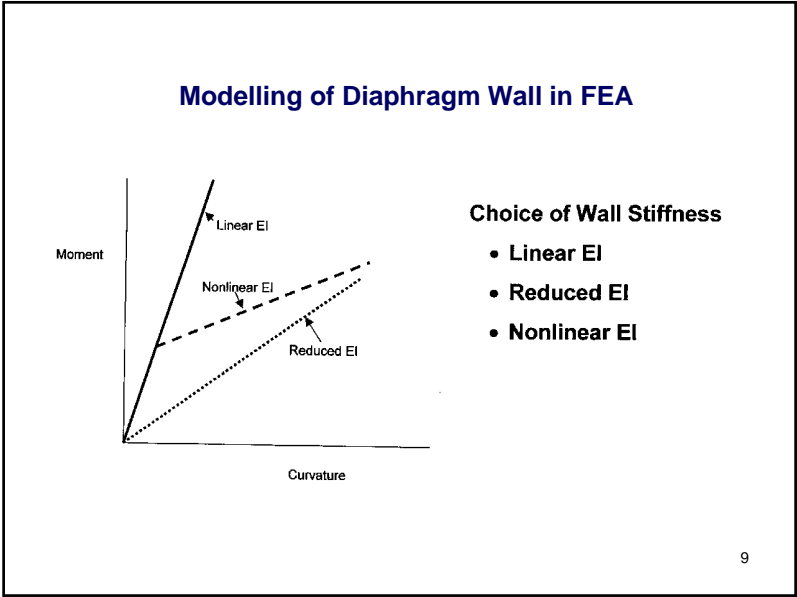 Modelling of Diaphragm Wall in FEA
Moment
Linear EI
Nonlinear EI
Reduced EI
Curvature
Choice of Wall Stiffness
• Linear EI
• Reduced EI
• Nonlinear EI
9